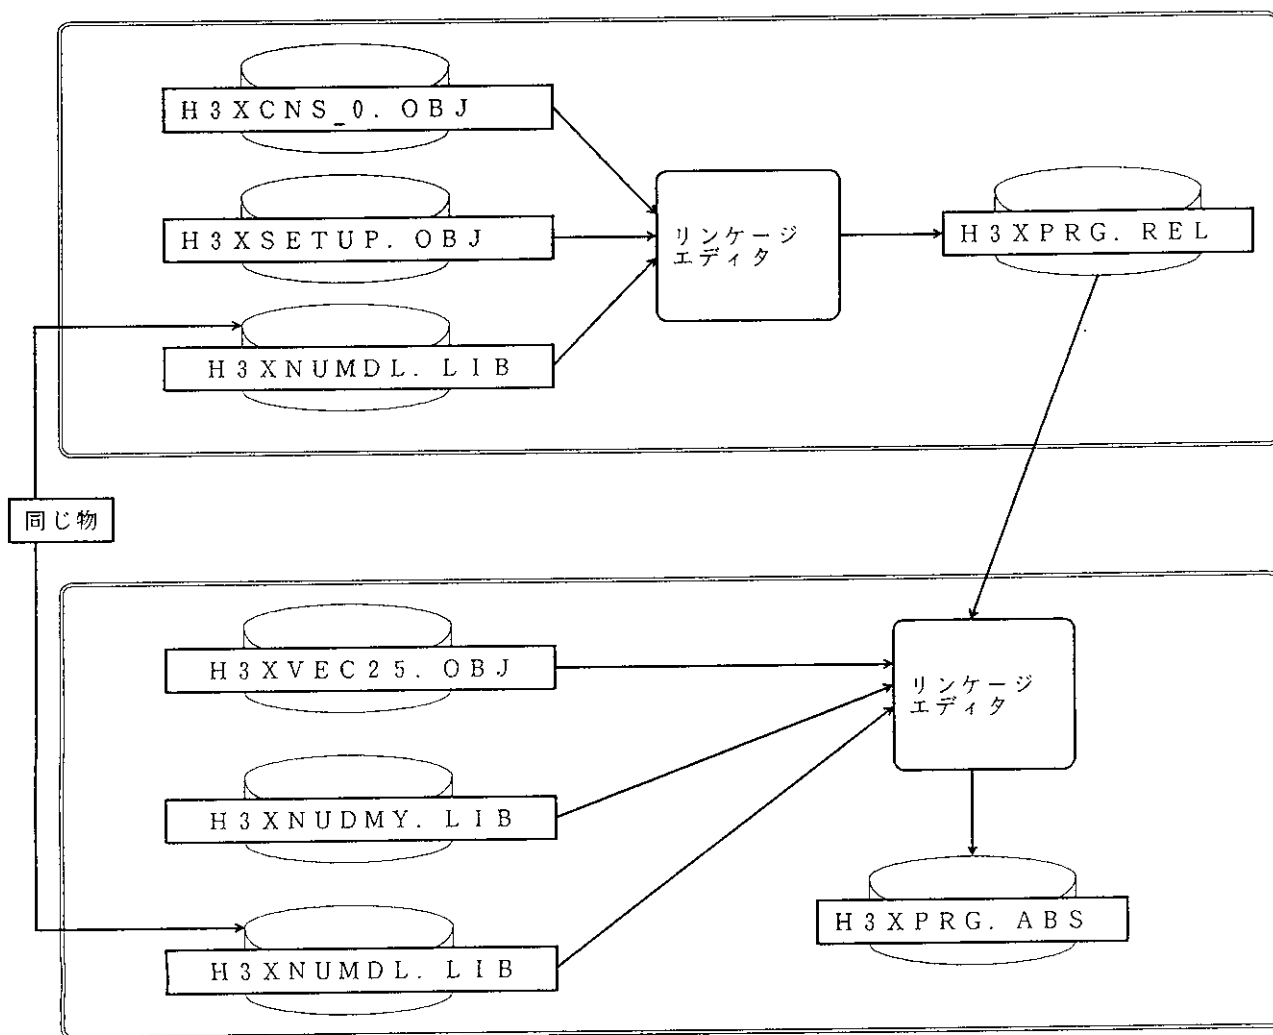 H3XCNS_0. OBJ
H3XSETUP. OBJ
リンケージ
エディタ
H3XPRG. REL
H3XNUMDL. LIB
同じ物
H3XVEC25. OBJ
リンケージ
エディタ
H3XNUDMY. LIB
H3XPRG. ABS
H3XNUMDL. LIB